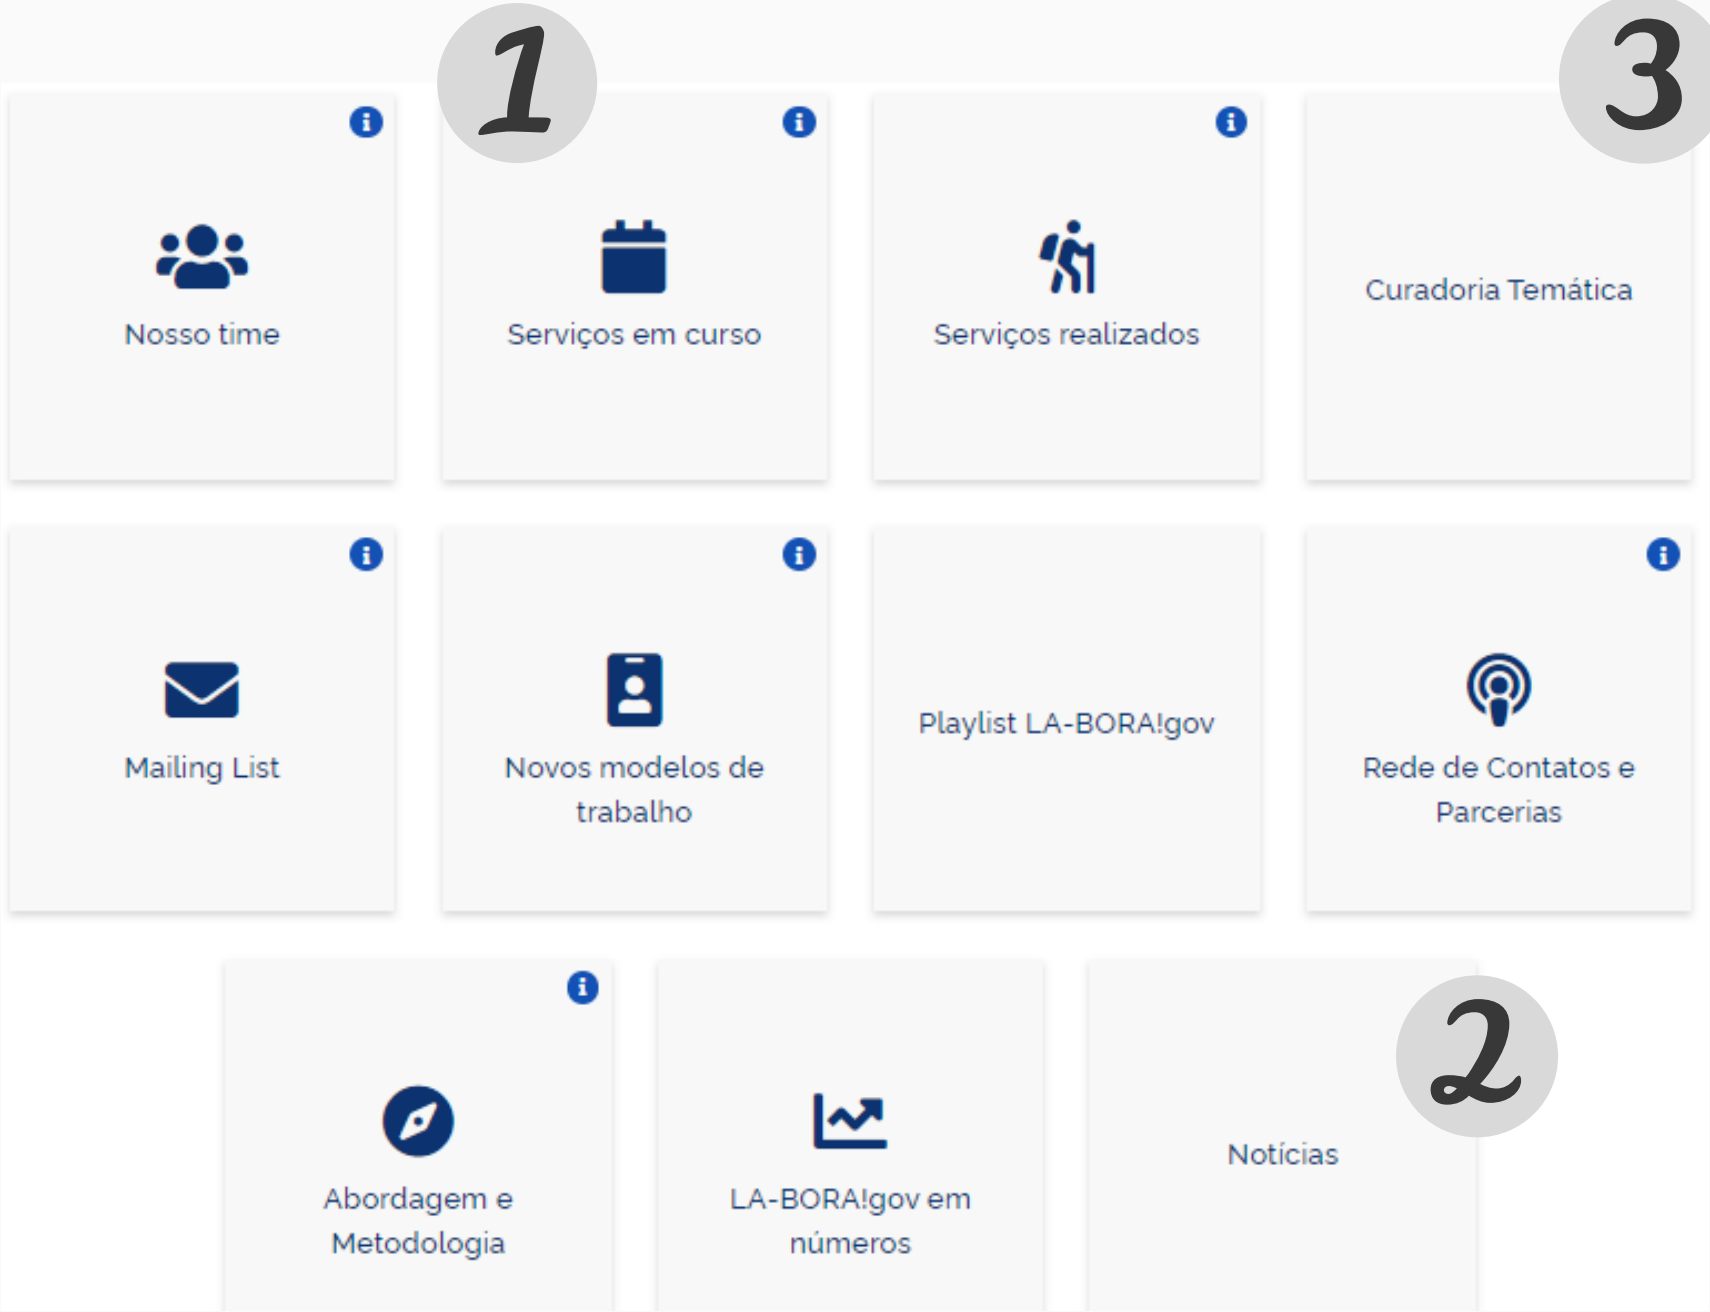 1
3
Nosso time
Serviços em curso
Serviços realizados
Curadoria Temática
Mailing List
Novos modelos de
trabalho
Playlist LA-BORA!gov
Rede de Contatos e
Parcerias
2
Abordagem e
Metodologia
LA-BORA!gov em
números
Notícias